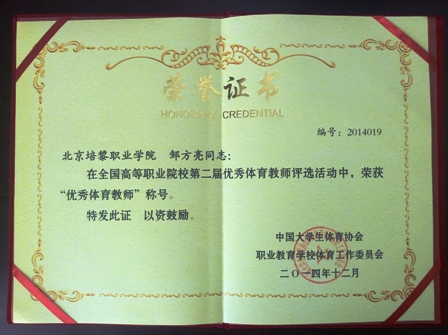 荣誉证书
HONORARY CREDENTIAL
编号：2014019
北京培黎职业学院 邹方亮同志：
在全国高等职业院校第二届优秀体育教师评选活动中，荣获
“优秀体育教师”称号。
特发此证 以资鼓励。
中国大学生体育协会
职业教育学校体育工作委员会
二〇一四年十二月